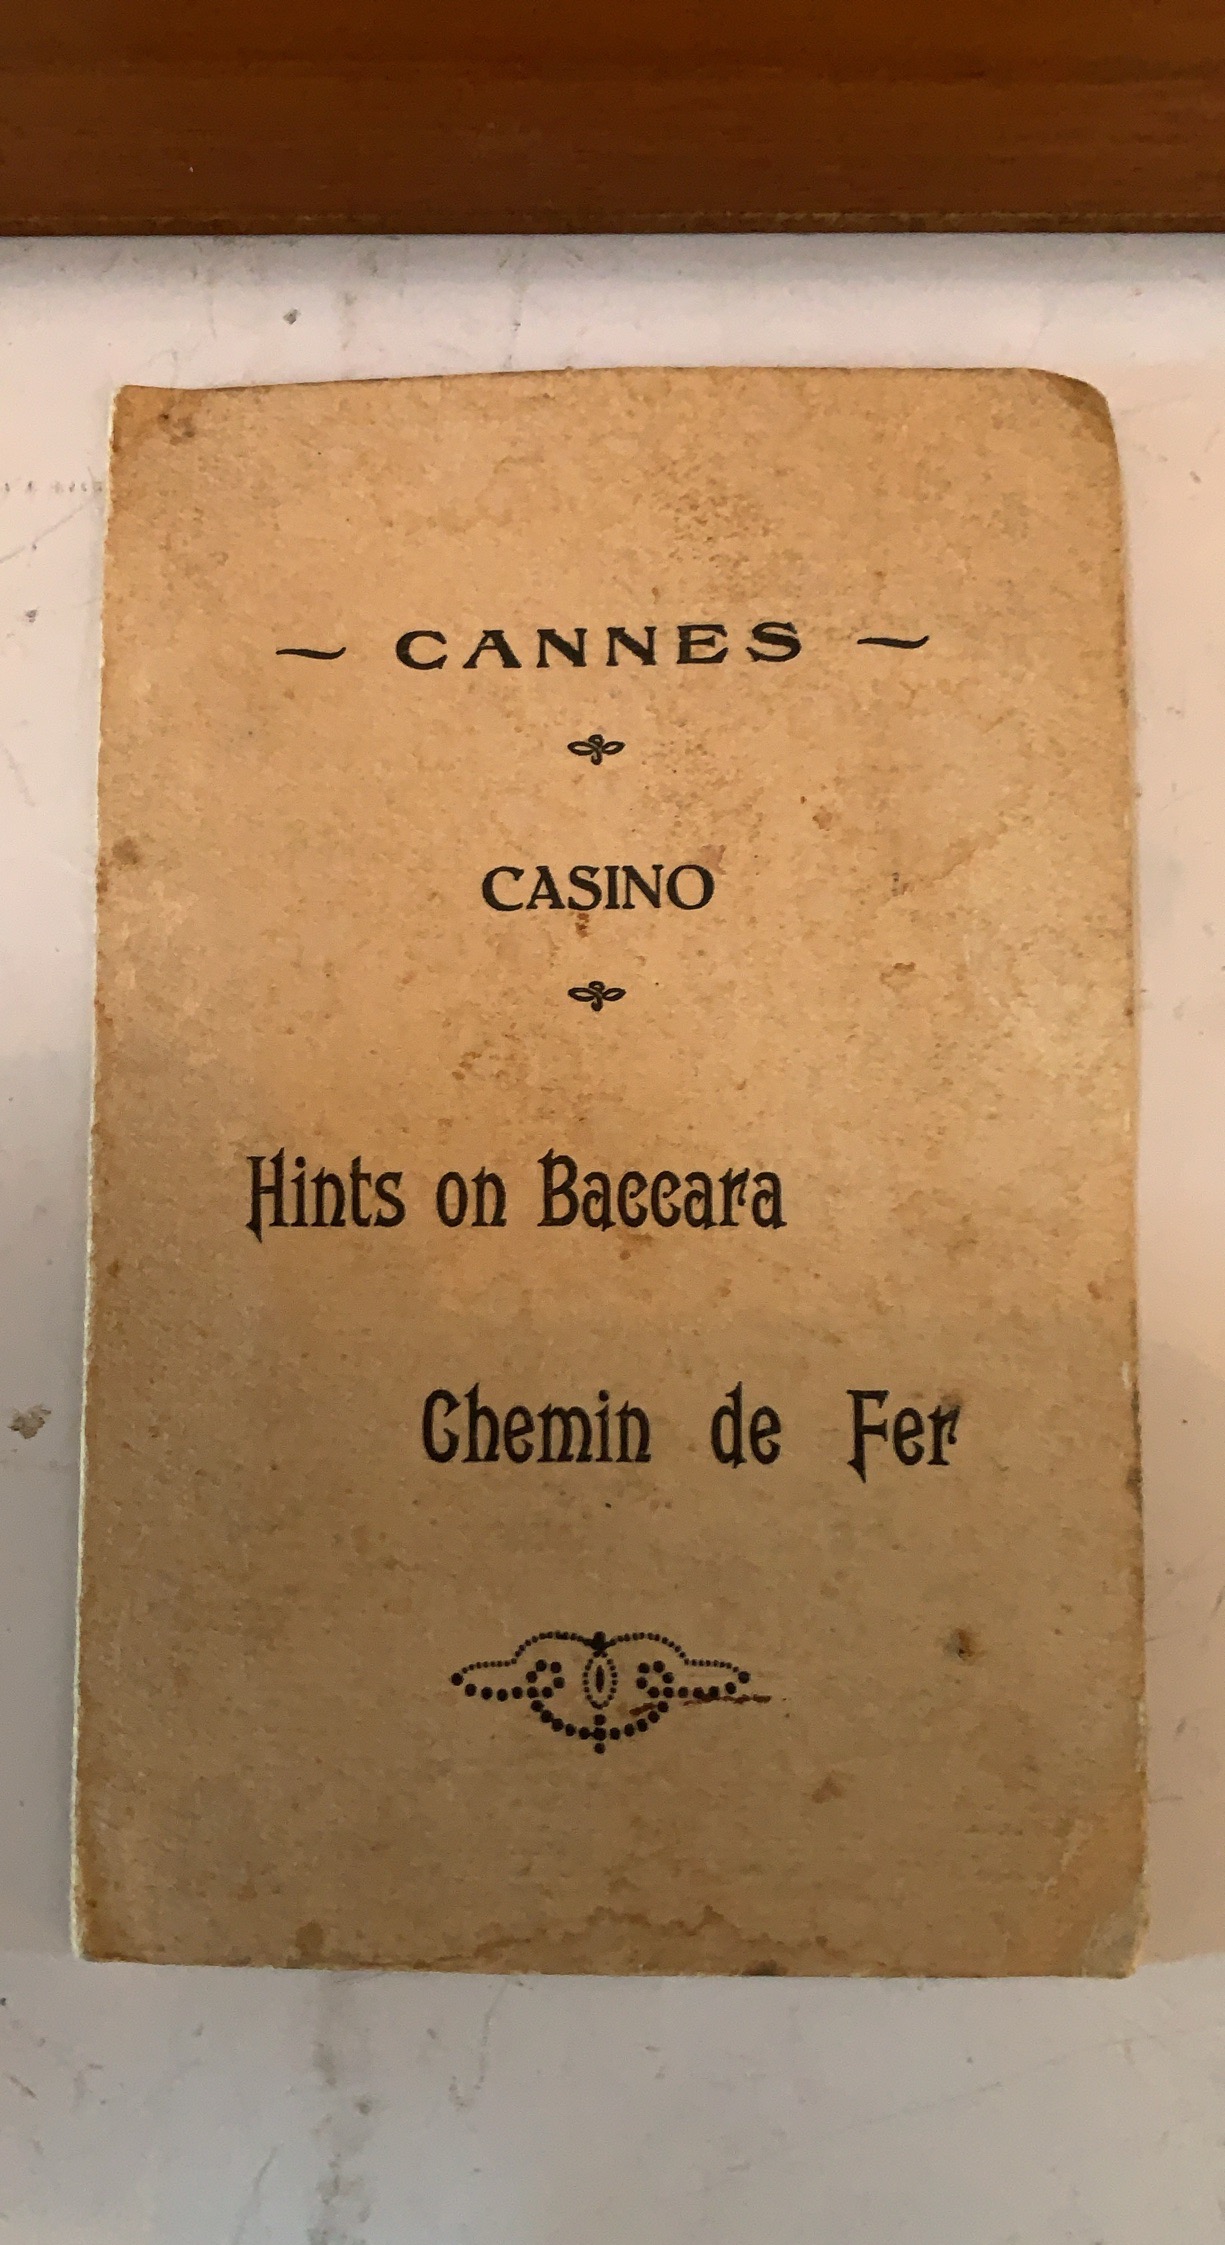 ~ CANNES ~
CASINO
Hints on Baccara
Chemin de Fer